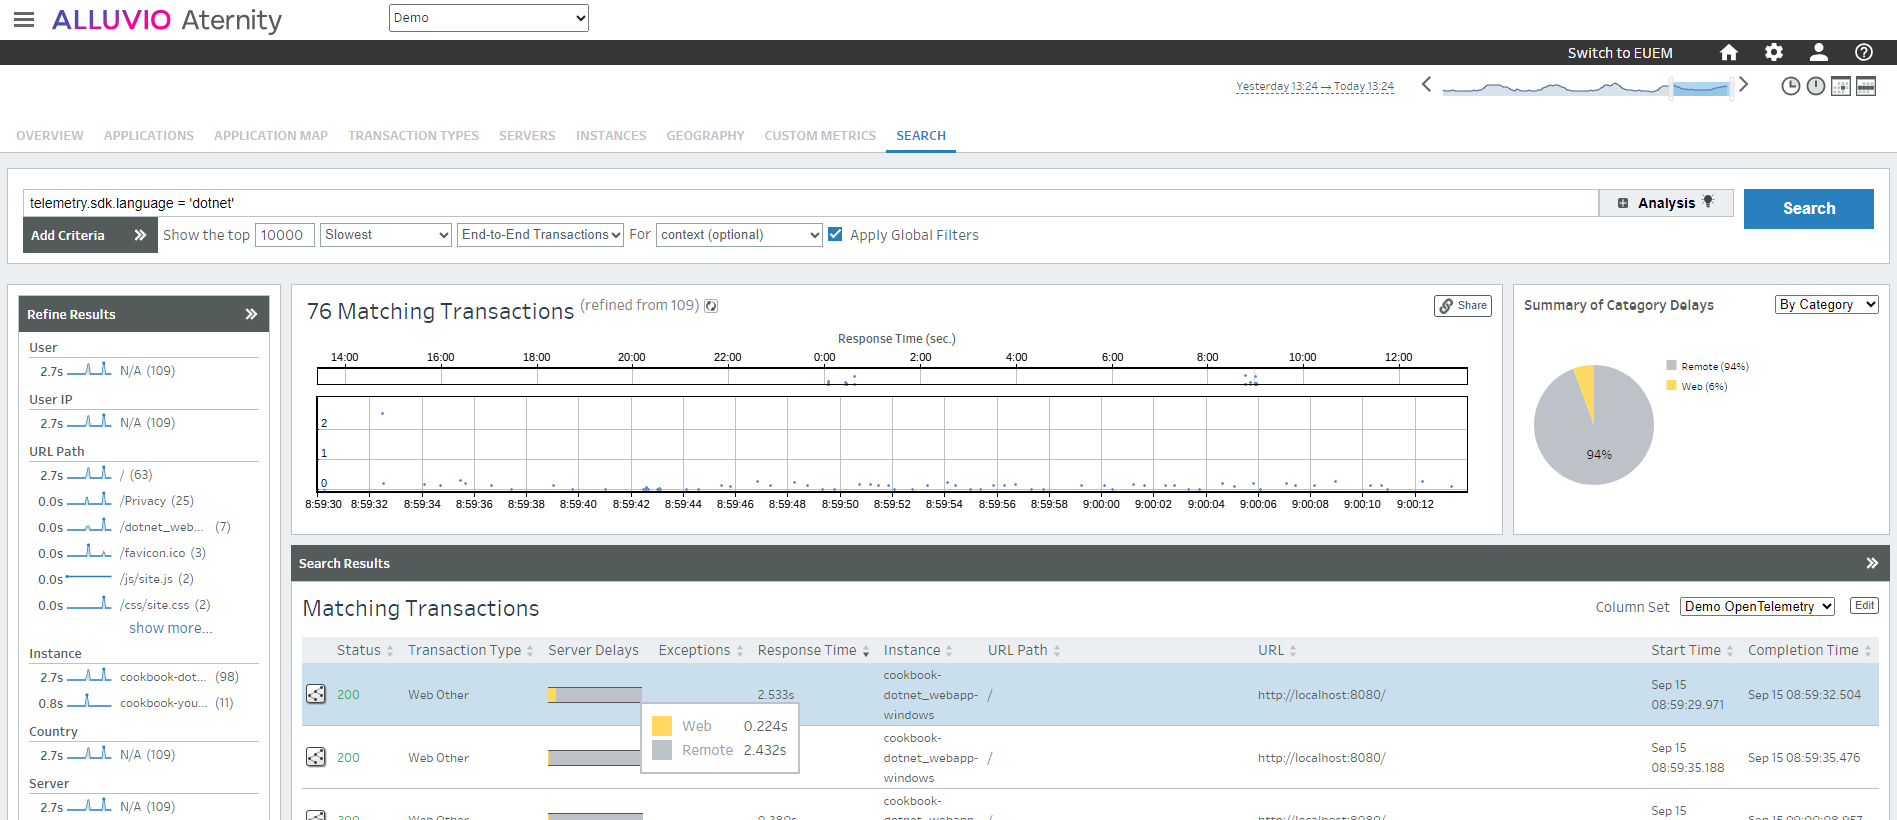 ALLUVIO Aternity
Demo
Switch to EUEM
Yesterday 13:24 → Today 13:24
OVERVIEW APPLICATIONS APPLICATION MAP TRANSACTION TYPES SERVERS INSTANCES GEOGRAPHY CUSTOM METRICS SEARCH
telemetry.sdk.language = 'dotnet'
Analysis
Search
Add Criteria Show the top 10000 Slowest End-to-End Transactions For context (optional) Apply Global Filters
Refine Results
User
2.7s N/A (109)
User IP
2.7s N/A (109)
URL Path
2.7s / (63)
0.0s /Privacy (25)
0.0s /dotnet_web... (7)
0.0s /favicon.ico (3)
0.0s /js/site.js (2)
0.0s /css/site.css (2)
show more...
Instance
2.7s cookbook-dot... (98)
0.8s cookbook-you... (11)
Country
2.7s N/A (109)
Server
2.7s N/A (109)
76 Matching Transactions (refined from 109)
Share
Response Time (sec.)
14:00 16:00 18:00 20:00 22:00 0:00 2:00 4:00 6:00 8:00 10:00 12:00
2
1
0
8:59:30 8:59:32 8:59:34 8:59:36 8:59:38 8:59:40 8:59:42 8:59:44 8:59:46 8:59:48 8:59:50 8:59:52 8:59:54 8:59:56 8:59:58 9:00:00 9:00:02 9:00:04 9:00:06 9:00:08 9:00:10 9:00:12
Summary of Category Delays By Category
Remote (94%)
Web (6%)
94%
Search Results
Matching Transactions
Column Set Demo OpenTelemetry Edit
Status Transaction Type Server Delays Exceptions Response Time Instance URL Path URL Start Time Completion Time
200 Web Other 2.533s cookbook-dotnet_webapp-windows / http://localhost:8080/ Sep 15 08:59:29.971 Sep 15 08:59:32.504
Web 0.224s
Remote 2.432s
200 Web Other cookbook-dotnet_webapp-windows / http://localhost:8080/ Sep 15 08:59:35.188 Sep 15 08:59:35.476
200 Web Other 0.280s cookbook- http://localhost:8080/ Sep 15